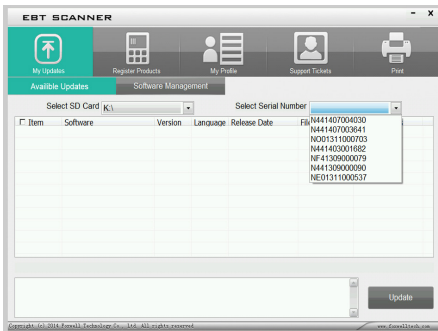 EBT SCANNER
- x
My Updates Register Products My Profile Support Tickets Print
Availible Updates Software Management
Select SD Card K:\ Select Serial Number
Item Software Version Language Release Date
N441407004030
N441407003641
NO01311000703
N441403001682
NF41309000079
N441309000090
NE01311000537
Update
Copyright (c) 2014 Foxwell Technology Co., Ltd. All rights reserved www.foxwelltech.com